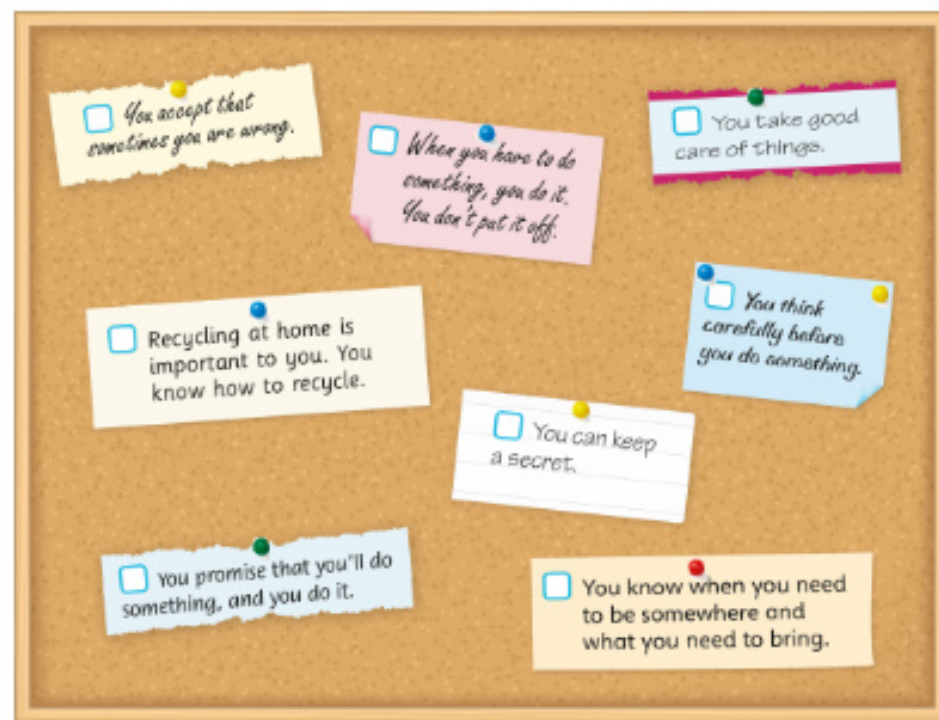 You accept that
sometimes you are wrong.
When you have to do
something, you do it.
You don't put it off.
You take good
care of things.
Recycling at home is
important to you. You
know how to recycle.
You think
carefully before
you do something.
You can keep
a secret.
You promise that you'll do
something, and you do it.
You know when you need
to be somewhere and
what you need to bring.